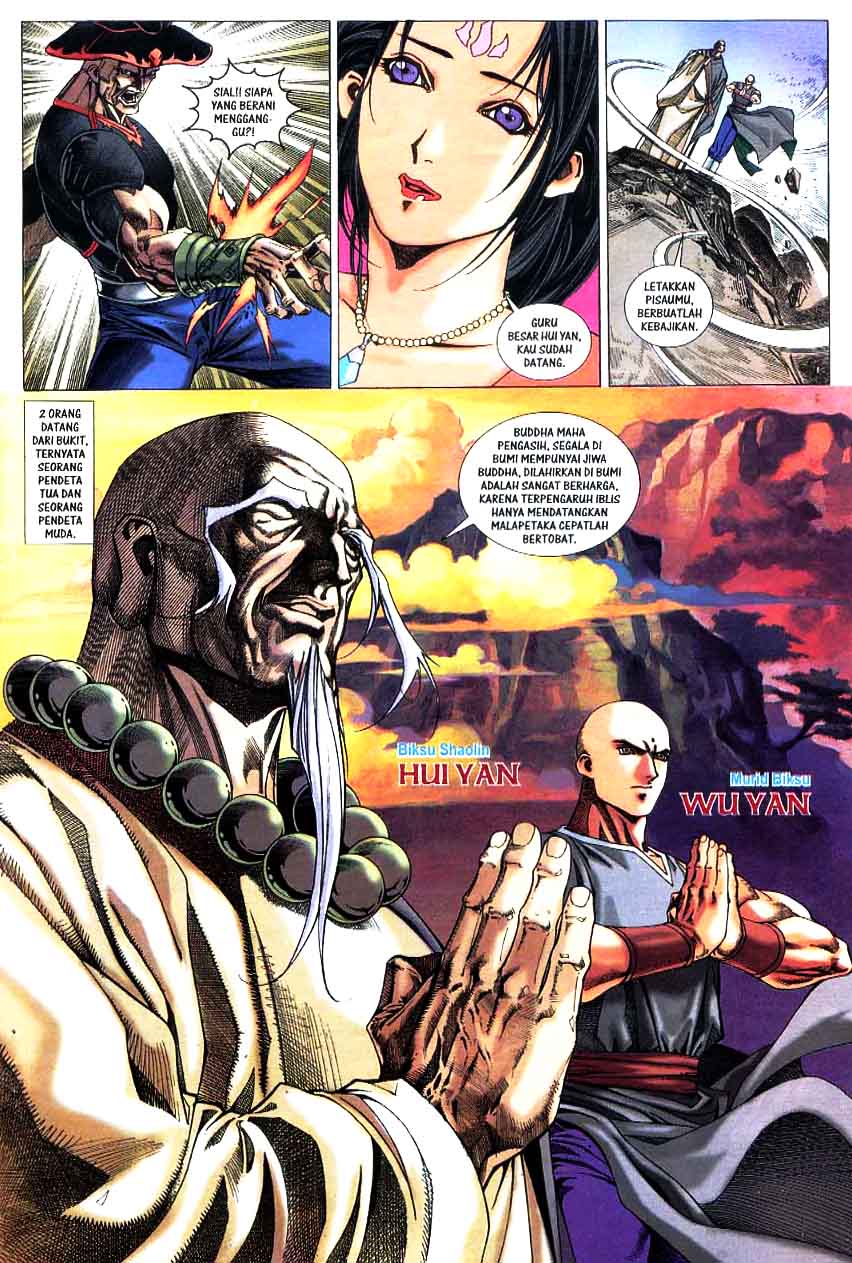 SIAL!! SIAPA
YANG BERANI
MENGGANG-
GU?!
GURU
BESAR HUI YAN,
KAU SUDAH
DATANG.
LETAKKAN
PISAUMU,
BERBUATLAH
KEBAJIKAN.
2 ORANG
DATANG
DARI BUKIT,
TERNYATA
SEORANG
PENDETA
TUA DAN
SEORANG
PENDETA
MUDA.
BUDDHA MAHA
PENGASIH, SEGALA DI
BUMI MEMPUNYAI JIWA
BUDDHA, DILAHIRKAN DI BUMI
ADALAH SANGAT BERHARGA,
KARENA TERPENGARUH IBLIS
HANYA MENDATANGKAN
MALAPETAKA CEPATLAH
BERTOBAT.
Biksu Shaolin
HUI YAN
Murid Biksu
WU YAN